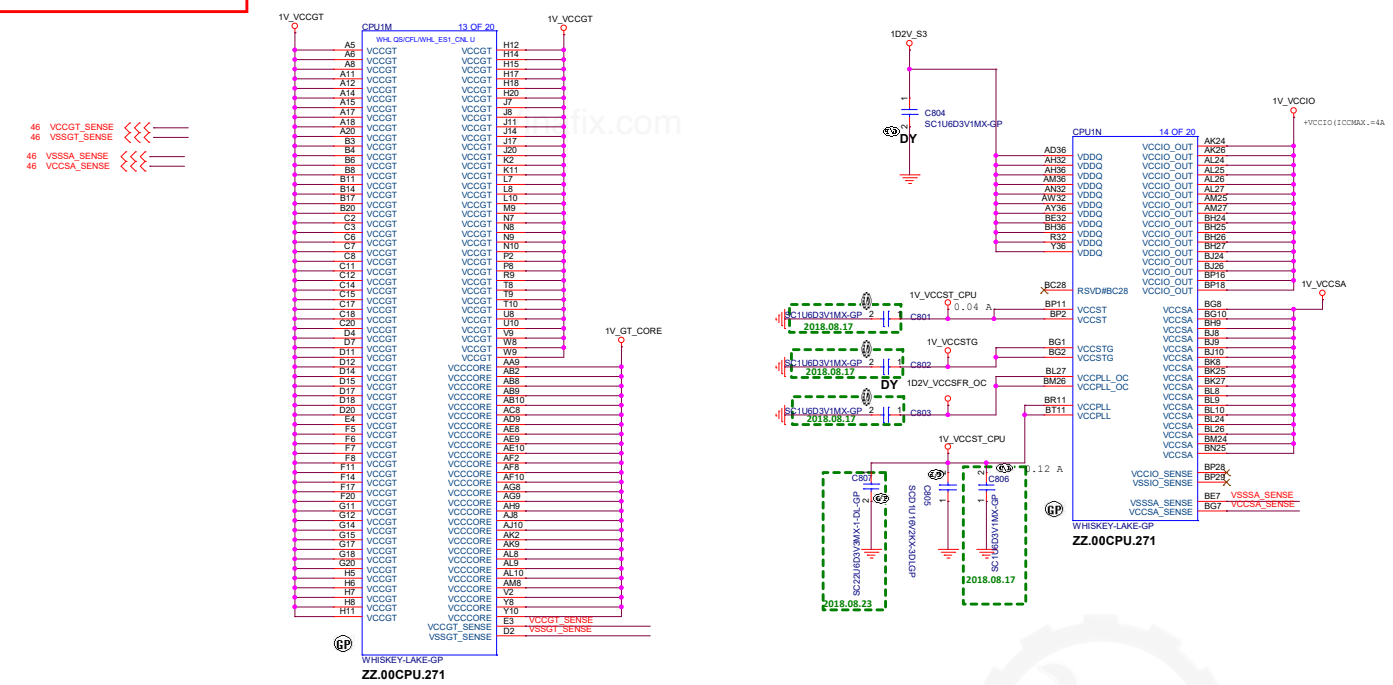 1V_VCCGT
CPU1M 13 OF 20
1V_VCCGT
WHL QS/CFL/WHL_ES1_CNL U
46 VCCGT_SENSE
46 VSSGT_SENSE
46 VSSSA_SENSE
46 VCCSA_SENSE
A5 VCCGT VCCGT H12
A6 VCCGT VCCGT H14
A8 VCCGT VCCGT H15
A11 VCCGT VCCGT H17
A12 VCCGT VCCGT H18
A14 VCCGT VCCGT H20
A15 VCCGT VCCGT J7
A17 VCCGT VCCGT J8
A18 VCCGT VCCGT J11
A20 VCCGT VCCGT J14
B3 VCCGT VCCGT J17
B4 VCCGT VCCGT J20
B6 VCCGT VCCGT K2
B8 VCCGT VCCGT K11
B11 VCCGT VCCGT L7
B14 VCCGT VCCGT L8
B17 VCCGT VCCGT L10
B20 VCCGT VCCGT M9
C2 VCCGT VCCGT N7
C3 VCCGT VCCGT N8
C6 VCCGT VCCGT N9
C7 VCCGT VCCGT N10
C8 VCCGT VCCGT P2
C11 VCCGT VCCGT P8
C12 VCCGT VCCGT R9
C14 VCCGT VCCGT T8
C15 VCCGT VCCGT T9
C17 VCCGT VCCGT T10
C18 VCCGT VCCGT U8
C20 VCCGT VCCGT U10
D4 VCCGT VCCGT V9
D7 VCCGT VCCGT W8
D11 VCCGT VCCGT W9
1V_GT_CORE
D12 VCCGT VCCCORE AA9
D14 VCCGT VCCCORE AB2
D15 VCCGT VCCCORE AB8
D17 VCCGT VCCCORE AB9
D18 VCCGT VCCCORE AB10
D20 VCCGT VCCCORE AC8
E4 VCCGT VCCCORE AD9
F5 VCCGT VCCCORE AE8
F6 VCCGT VCCCORE AE9
F7 VCCGT VCCCORE AE10
F8 VCCGT VCCCORE AF2
F11 VCCGT VCCCORE AF8
F14 VCCGT VCCCORE AF10
F17 VCCGT VCCCORE AG8
F20 VCCGT VCCCORE AG9
G11 VCCGT VCCCORE AH9
G12 VCCGT VCCCORE AJ8
G14 VCCGT VCCCORE AJ10
G15 VCCGT VCCCORE AK2
G17 VCCGT VCCCORE AK9
G18 VCCGT VCCCORE AL8
G20 VCCGT VCCCORE AL9
H5 VCCGT VCCCORE AL10
H6 VCCGT VCCCORE AM8
H7 VCCGT VCCCORE V2
H8 VCCGT VCCCORE Y8
H11 VCCGT VCCCORE Y10
VCCGT_SENSE E3 VCCGT_SENSE
VSSGT_SENSE D2 VSSGT_SENSE
GP
WHISKEY-LAKE-GP
ZZ.00CPU.271
1D2V_S3
1
C804
SC1U6D3V1MX-GP
2
DY
1V_VCCIO
+VCCIO(ICCMAX.=4A
CPU1N 14 OF 20
AD36 VDDQ
AH32 VDDQ
AH36 VDDQ
AM36 VDDQ
AN32 VDDQ
AW32 VDDQ
AY36 VDDQ
BE32 VDDQ
BH36 VDDQ
R32 VDDQ
Y36 VDDQ
BC28 RSVD#BC28
BP11 VCCST
BP2 VCCST
BG1 VCCSTG
BG2 VCCSTG
BL27 VCCPLL_OC
BM26 VCCPLL_OC
BR11 VCCPLL
BT11 VCCPLL
VCCIO_OUT AK24
VCCIO_OUT AK26
VCCIO_OUT AL24
VCCIO_OUT AL25
VCCIO_OUT AL26
VCCIO_OUT AL27
VCCIO_OUT AM25
VCCIO_OUT AM27
VCCIO_OUT BH24
VCCIO_OUT BH25
VCCIO_OUT BH26
VCCIO_OUT BH27
VCCIO_OUT BJ24
VCCIO_OUT BJ26
VCCIO_OUT BP16
VCCIO_OUT BP18
1V_VCCSA
VCCSA BG8
VCCSA BG10
VCCSA BH9
VCCSA BJ8
VCCSA BJ9
VCCSA BJ10
VCCSA BK8
VCCSA BK25
VCCSA BK27
VCCSA BL8
VCCSA BL9
VCCSA BL10
VCCSA BL24
VCCSA BL26
VCCSA BM24
VCCSA BN25
VCCIO_SENSE BP28
VSSIO_SENSE BP29
VSSSA_SENSE BE7 VSSSA_SENSE
VCCSA_SENSE BG7 VCCSA_SENSE
GP
WHISKEY-LAKE-GP
ZZ.00CPU.271
1V_VCCST_CPU
0.04 A
SC1U6D3V1MX-GP 2 1 C801
2018.08.17
1V_VCCSTG
SC1U6D3V1MX-GP 2 1 C802
2018.08.17
DY
1D2V_VCCSFR_OC
SC1U6D3V1MX-GP 2 1 C803
2018.08.17
1V_VCCST_CPU
0.12 A
C807
2
SC22U6D3V3MX-1-DL-GP
2018.08.23
C805
1
SCD1U16V2KX-3DLGP
2
C806
1
SC1U6D3V1MX-GP
2018.08.17